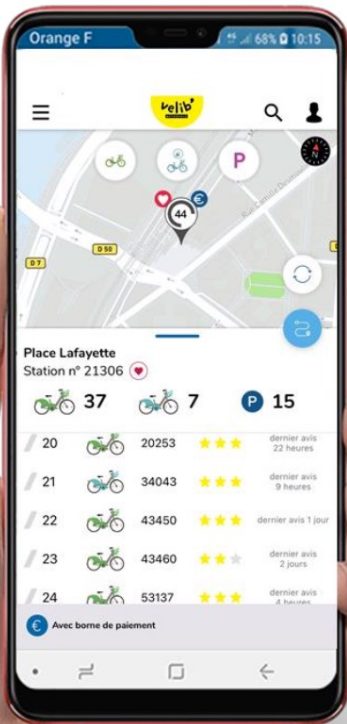 Orange F 4G 68% 10:15
velib'
P
N
44 €
D 50
D 7
Place Lafayette
Station n° 21306
37 7 P 15
20 20253 dernier avis 22 heures
21 34043 dernier avis 9 heures
22 43450 dernier avis 1 jour
23 43460 dernier avis 2 jours
24 53137 dernier avis 4 heures
€ Avec borne de paiement